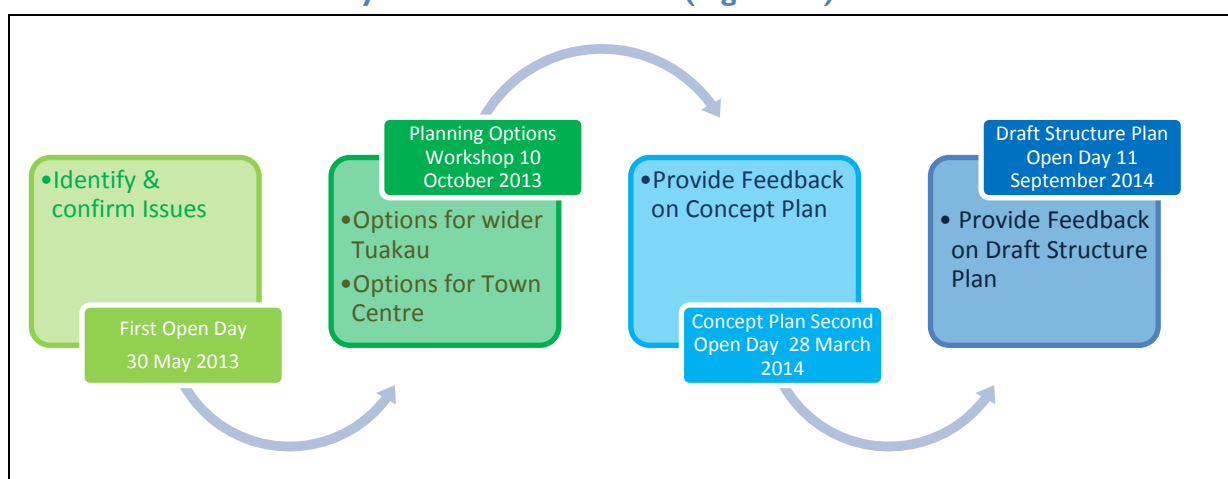 •Identify &
confirm Issues
First Open Day
30 May 2013
Planning Options
Workshop 10
October 2013
•Options for wider
Tuakau
•Options for Town
Centre
•Provide Feedback
on Concept Plan
Concept Plan Second
Open Day 28 March
2014
Draft Structure Plan
Open Day 11
September 2014
• Provide Feedback
on Draft Structure
Plan